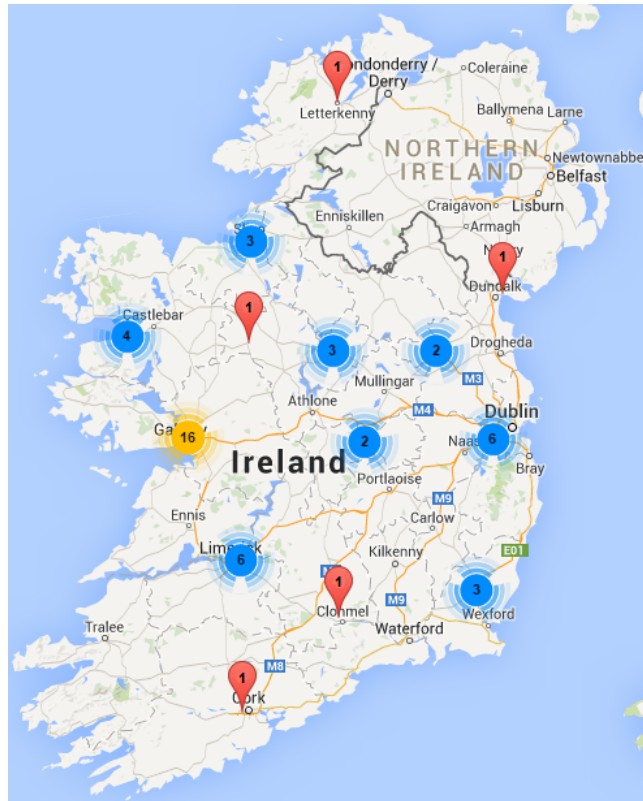 1
Londonderry /
Derry
Coleraine
Letterkenny
Ballymena
Larne
NORTHERN
IRELAND
Newtownabbe
Belfast
Lisburn
Craigavon
Enniskillen
Armagh
3
1
Dundalk
1
Castlebar
4
3
2
Drogheda
Mullingar
M3
Athlone
M4
Dublin
16
2
6
Bray
Ireland
Portlaoise
M9
Ennis
Carlow
Limerick
6
Kilkenny
E01
1
M9
3
Clonmel
Wexford
Waterford
Tralee
M8
1
Cork